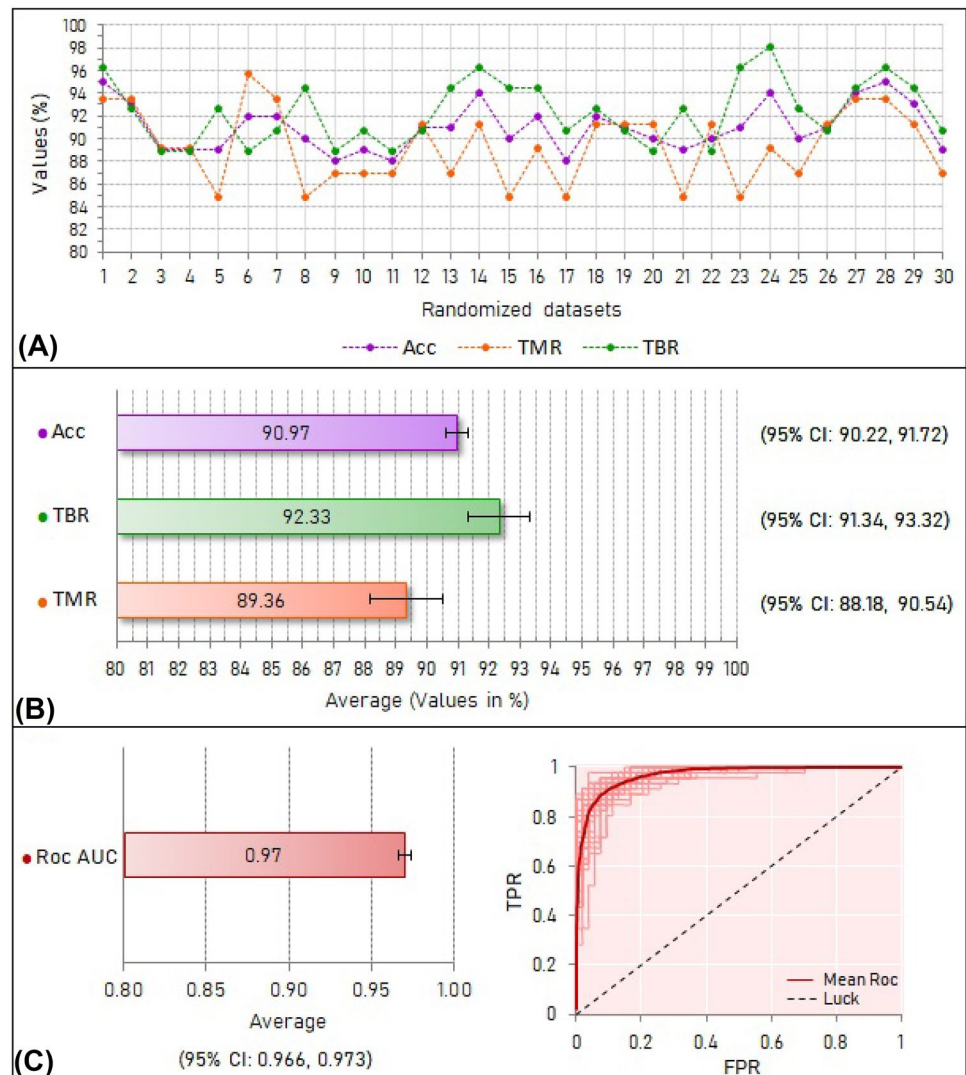 100
98
96
94
92
90
88
86
84
82
80
Values (%)
1 2 3 4 5 6 7 8 9 10 11 12 13 14 15 16 17 18 19 20 21 22 23 24 25 26 27 28 29 30
Randomized datasets
Acc TMR TBR
(A)
Acc 90.97 (95% CI: 90.22, 91.72)
TBR 92.33 (95% CI: 91.34, 93.32)
TMR 89.36 (95% CI: 88.18, 90.54)
80 81 82 83 84 85 86 87 88 89 90 91 92 93 94 95 96 97 98 99 100
Average (Values in %)
(B)
Roc AUC 0.97
0.80 0.85 0.90 0.95 1.00
Average
(95% CI: 0.966, 0.973)
(C)
1
0.8
0.6
0.4
0.2
0
TPR
Mean Roc
Luck
0 0.2 0.4 0.6 0.8 1
FPR